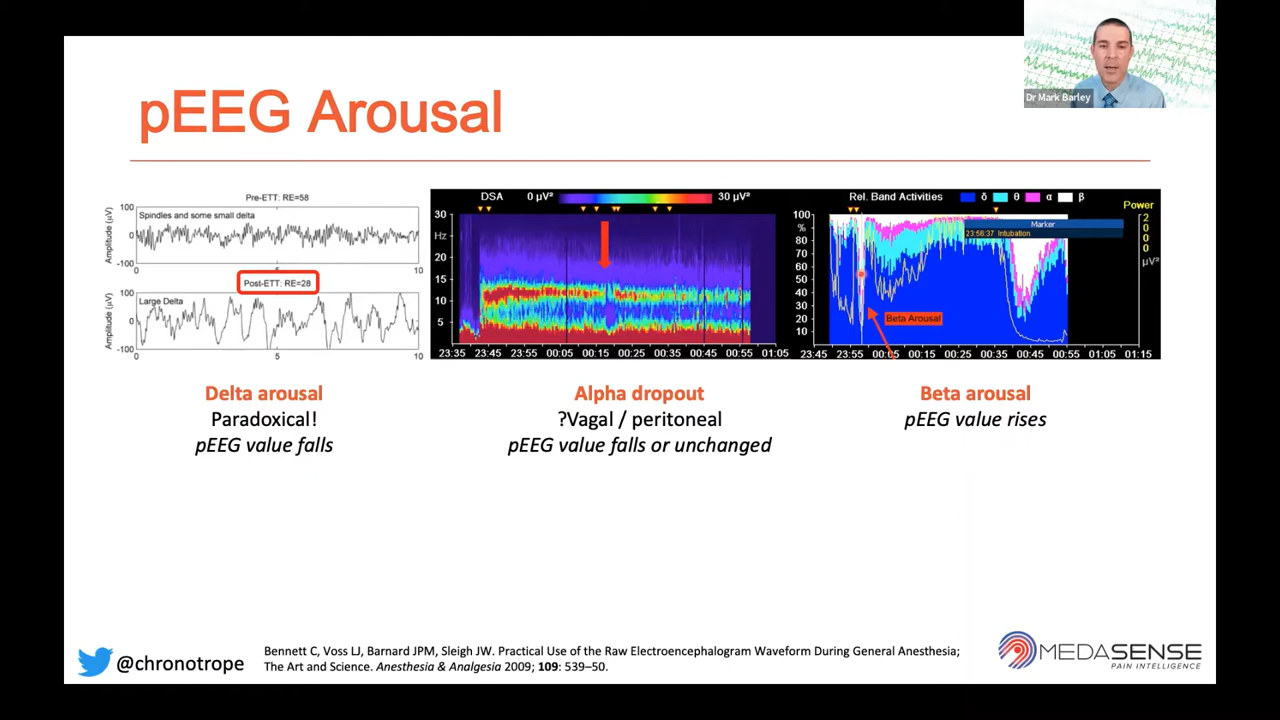 Dr Mark Barley
pEEG Arousal
Pre-ETT: RE=58
Spindles and some small delta
Amplitude (µV)
100
0
-100
0
5
10
Post-ETT: RE=28
Large Delta
Amplitude (µV)
100
0
-100
0
5
10
DSA 0 µV² 30 µV²
30
Hz
20
15
10
5
23:35 23:45 23:55 00:05 00:15 00:25 00:35 00:45 00:55 01:05
Rel. Band Activities δ θ α β
Power
100
%
80
70
60
50
40
30
20
10
Marker
23:56:37 Intubation
2
0
0
0
µV²
Beta Arousal
23:45 23:55 00:05 00:15 00:25 00:35 00:45 00:55 01:05 01:15
Delta arousal
Paradoxical!
pEEG value falls
Alpha dropout
?Vagal / peritoneal
pEEG value falls or unchanged
Beta arousal
pEEG value rises
@chronotrope
Bennett C, Voss LJ, Barnard JPM, Sleigh JW. Practical Use of the Raw Electroencephalogram Waveform During General Anesthesia;
The Art and Science. Anesthesia & Analgesia 2009; 109: 539–50.
MEDASENSE
PAIN INTELLIGENCE